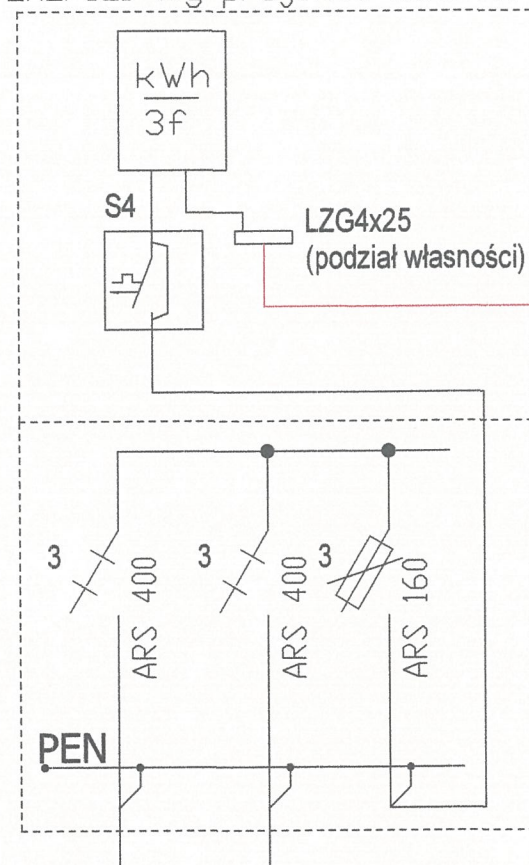 kWh
3f
S4
LZG4x25
(podział własności)
3
ARS 400
3
ARS 400
3
ARS 160
PEN